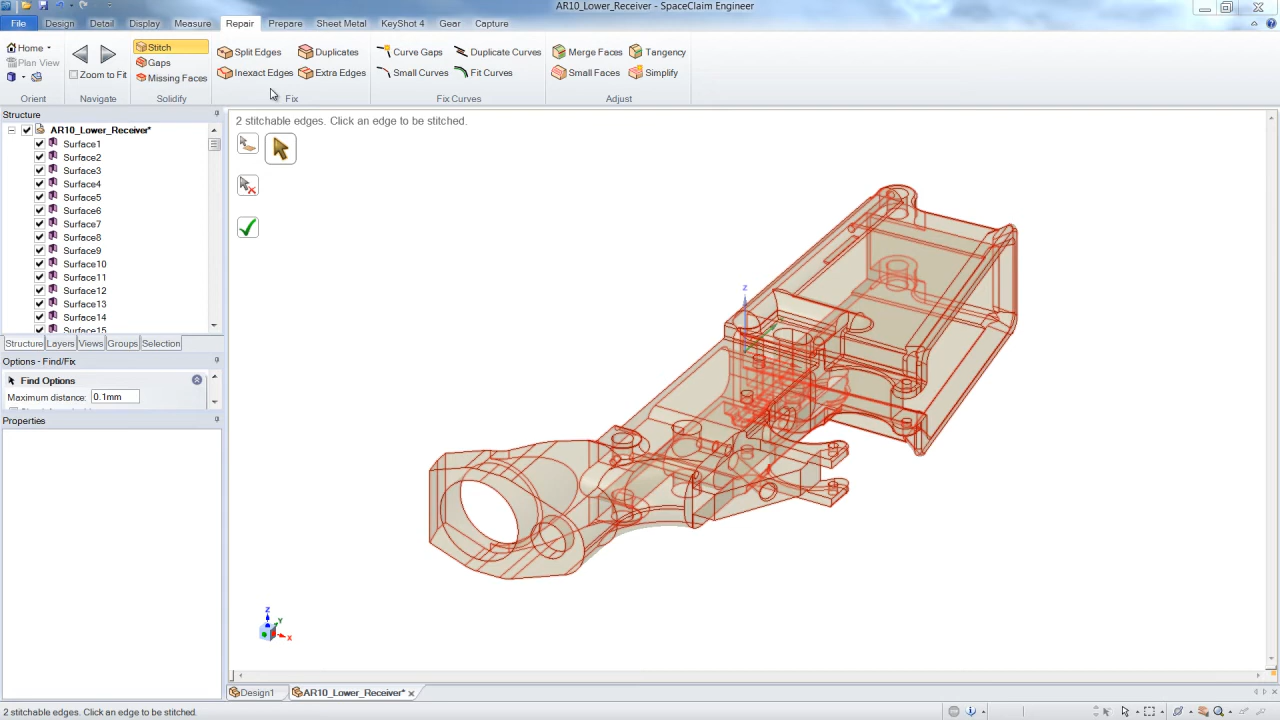 AR10_Lower_Receiver* - SpaceClaim Engineer
File Design Detail Display Measure Repair Prepare Sheet Metal KeyShot 4 Gear Capture
Home Stitch Split Edges Duplicates Curve Gaps Duplicate Curves Merge Faces Tangency
Plan View Gaps
Zoom to Fit Missing Faces Inexact Edges Extra Edges Small Curves Fit Curves Small Faces Simplify
Orient Navigate Solidify Fix Fix Curves Adjust
Structure
2 stitchable edges. Click an edge to be stitched.
AR10_Lower_Receiver*
Surface1
Surface2
Surface3
Surface4
Surface5
Surface6
Surface7
Surface8
Surface9
Surface10
Surface11
Surface12
Surface13
Surface14
Surface15
Structure Layers Views Groups Selection
Options - Find/Fix
Find Options
Maximum distance: 0.1mm
Properties
Z
Z
Y
X
Design1 AR10_Lower_Receiver*
2 stitchable edges. Click an edge to be stitched.